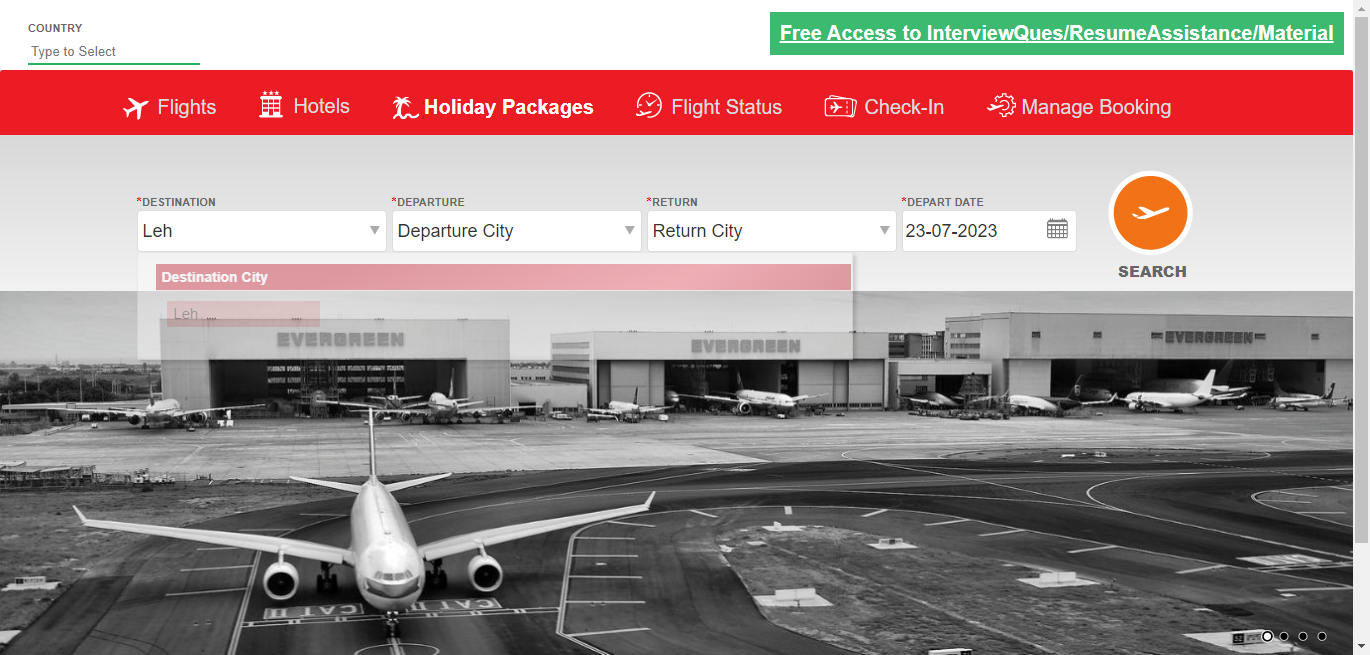 COUNTRY
Type to Select
Free Access to InterviewQues/ResumeAssistance/Material
Flights
Hotels
Holiday Packages
Flight Status
Check-In
Manage Booking
*DESTINATION
*DEPARTURE
*RETURN
*DEPART DATE
Leh
Departure City
Return City
23-07-2023
SEARCH
Destination City
Leh
EVERGREEN
EVERGREEN
EVERGREEN
CAT II
CAT II